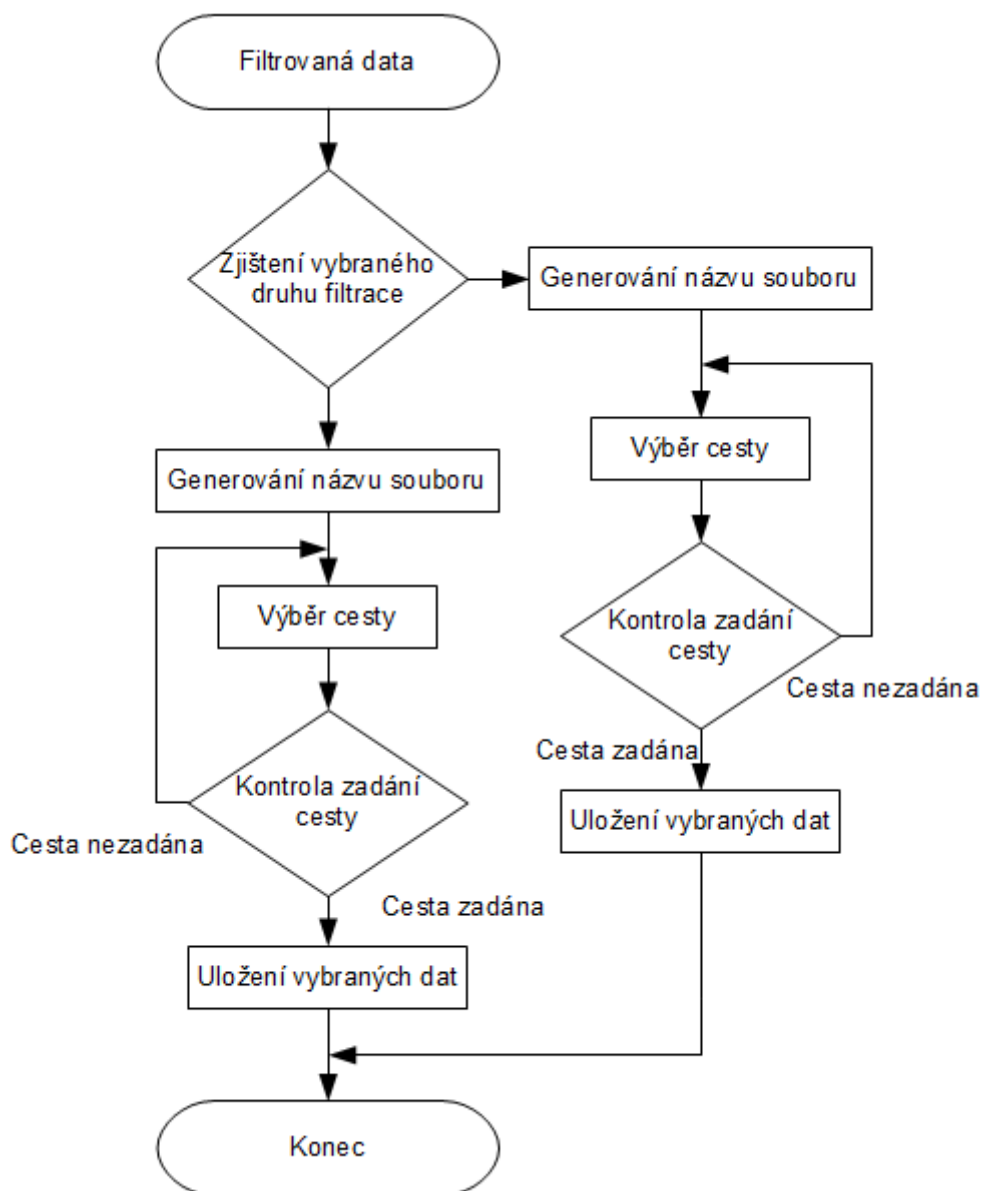 Filtrovaná data
Zjištení vybraného
druhu filtrace
Generování názvu souboru
Výběr cesty
Kontrola zadání
cesty
Cesta nezadána
Cesta zadána
Uložení vybraných dat
Generování názvu souboru
Výběr cesty
Kontrola zadání
cesty
Cesta nezadána
Cesta zadána
Uložení vybraných dat
Konec